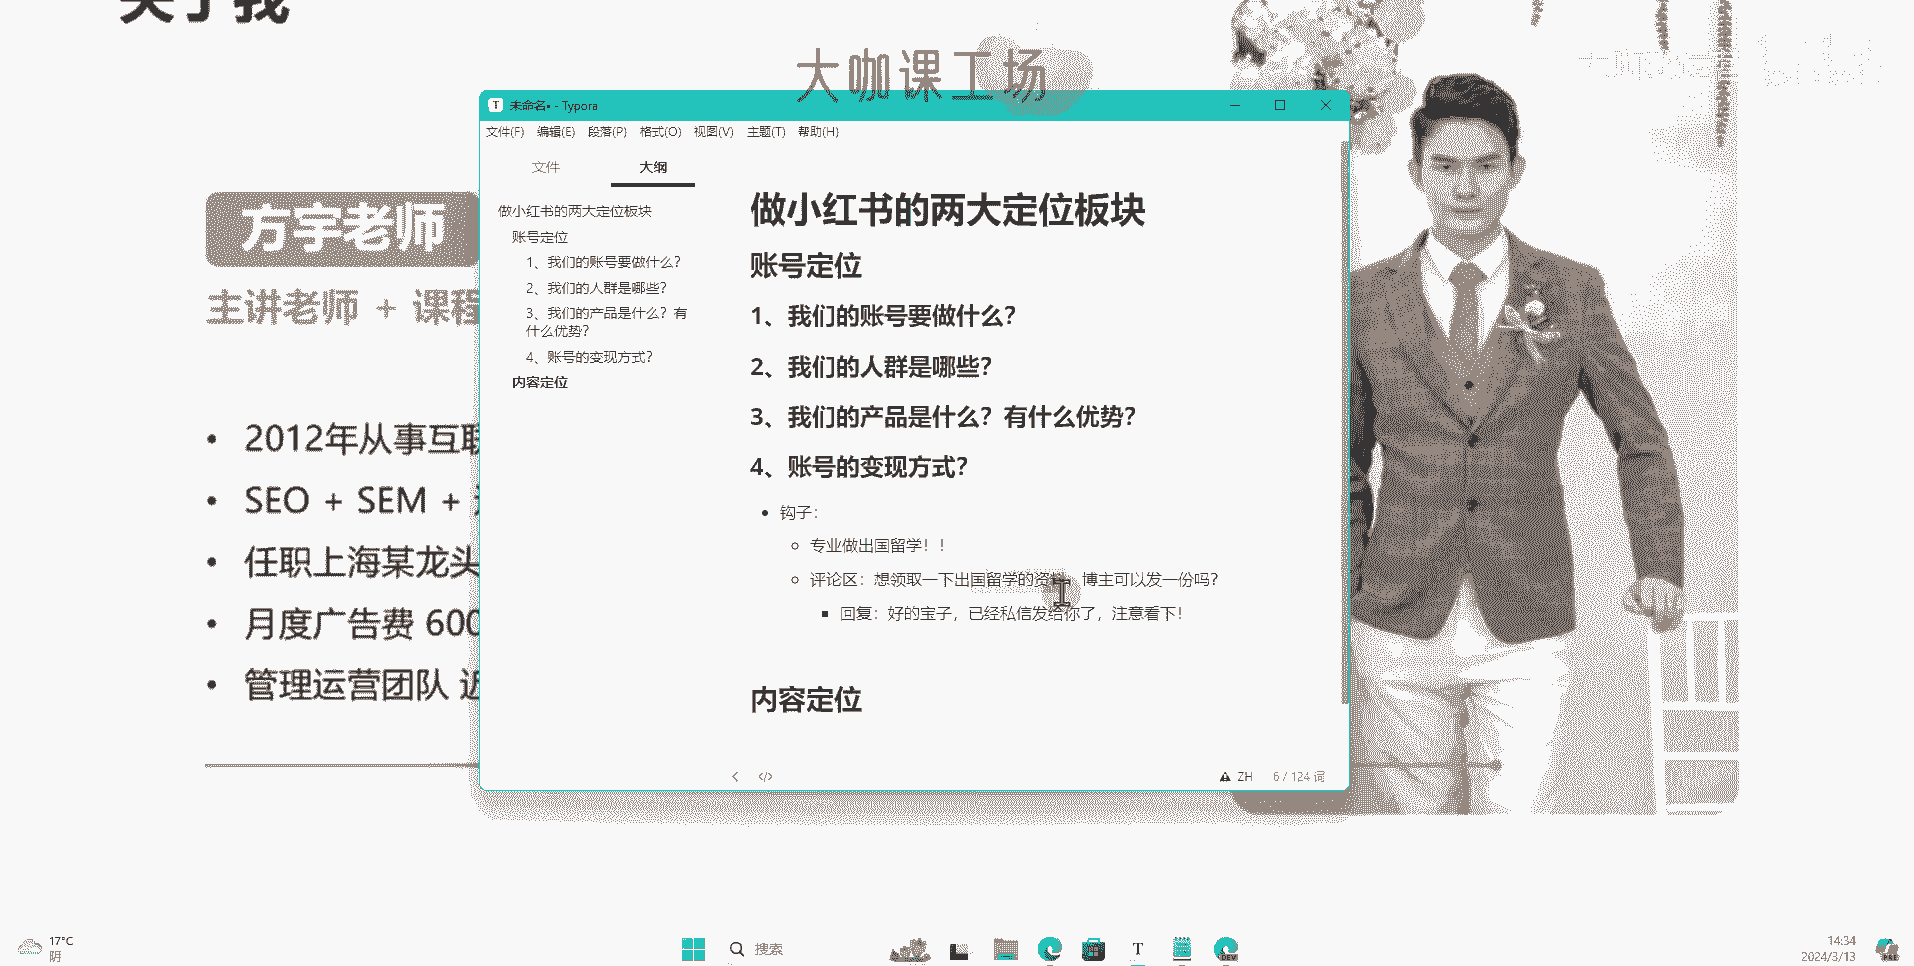 关于我
大咖课工场
方宇老师
主讲老师 + 课程
2012年从事互联
SEO + SEM +
任职上海某龙头
月度广告费 600
管理运营团队 近
未命名• - Typora
文件(F) 编辑(E) 段落(P) 格式(O) 视图(V) 主题(T) 帮助(H)
文件 大纲
做小红书的两大定位板块
账号定位
1、我们的账号要做什么？
2、我们的人群是哪些？
3、我们的产品是什么？有
什么优势？
4、账号的变现方式？
内容定位
做小红书的两大定位板块
账号定位
1、我们的账号要做什么？
2、我们的人群是哪些？
3、我们的产品是什么？有什么优势？
4、账号的变现方式？
钩子：
专业做出国留学！！
评论区：想领取一下出国留学的资料，博主可以发一份吗？
回复：好的宝子，已经私信发给你了，注意看下！
内容定位
ZH 6 / 124 词
17°C
阴
搜索
14:34
2024/3/13